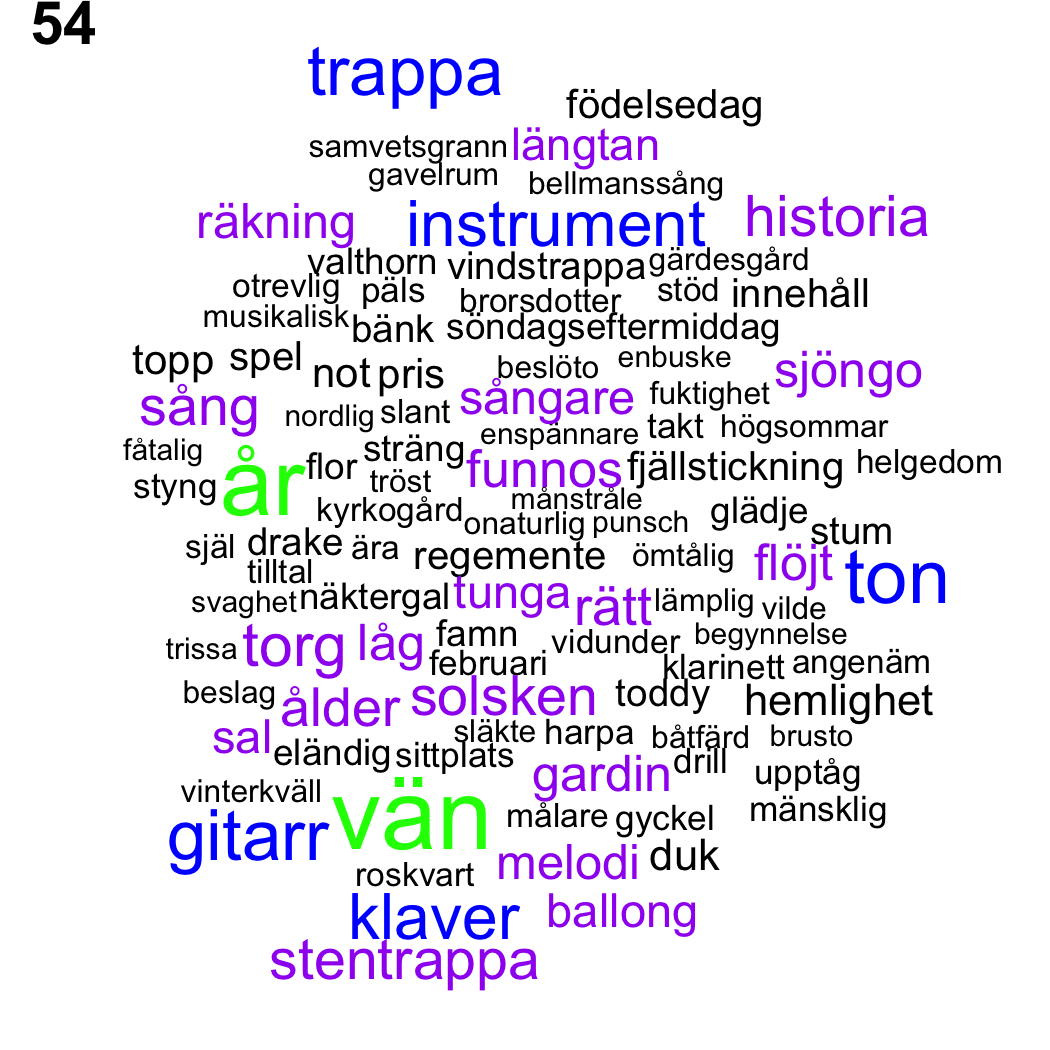 54
trappa
födelsedag
samvetsgrann längtan
gavelrum bellmanssång
räkning instrument historia
valthorn vindstrappa gärdesgård
otrevlig päls brorsdotter stöd innehåll
musikalisk bänk söndagseftermiddag
topp spel not pris beslöto enbuske sjöngo
sång nordlig slant sångare fuktighet
enspännare takt högsommar
fåtalig år flor sträng funnos fjällstickning helgedom
styng tröst månstråle
kyrkogård onaturlig punsch glädje stum
själ drake ära regemente ömtålig flöjt ton
tilltal
svaghet näktergal tunga rätt lämplig vilde
trissa torg låg famn vidunder begynnelse
februari klarinett angenäm
beslag ålder solsken toddy hemlighet
sal eländig sittplats släkte harpa båtfärd brusto
gardin drill upptåg
vinterkväll vän målare gyckel mänsklig
gitarr
roskvart melodi duk
klaver ballong
stentrappa